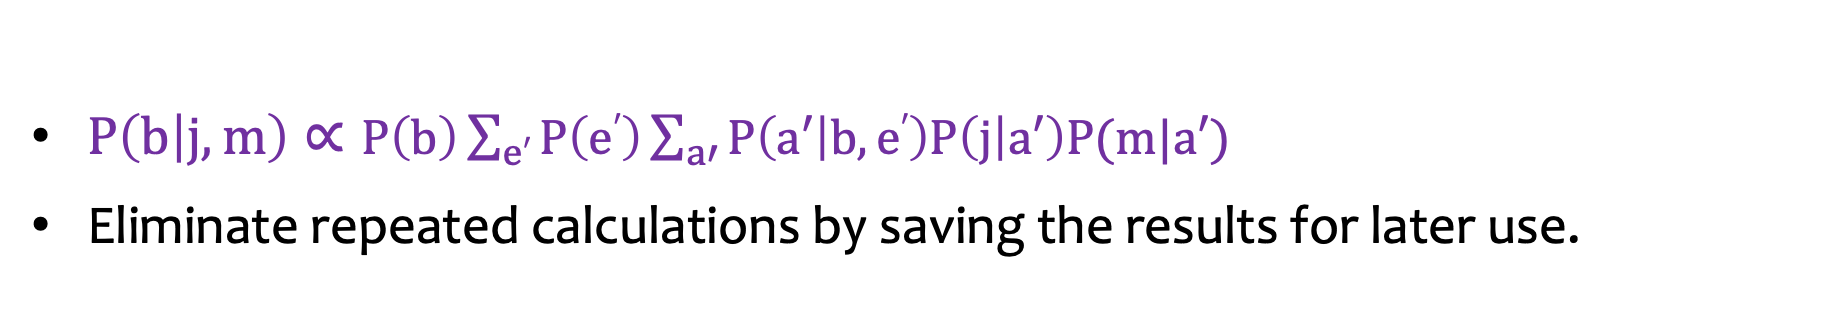 • P(b|j, m) ∝ P(b) ∑e′ P(e′) ∑a′ P(a′|b, e′)P(j|a′)P(m|a′)
• Eliminate repeated calculations by saving the results for later use.